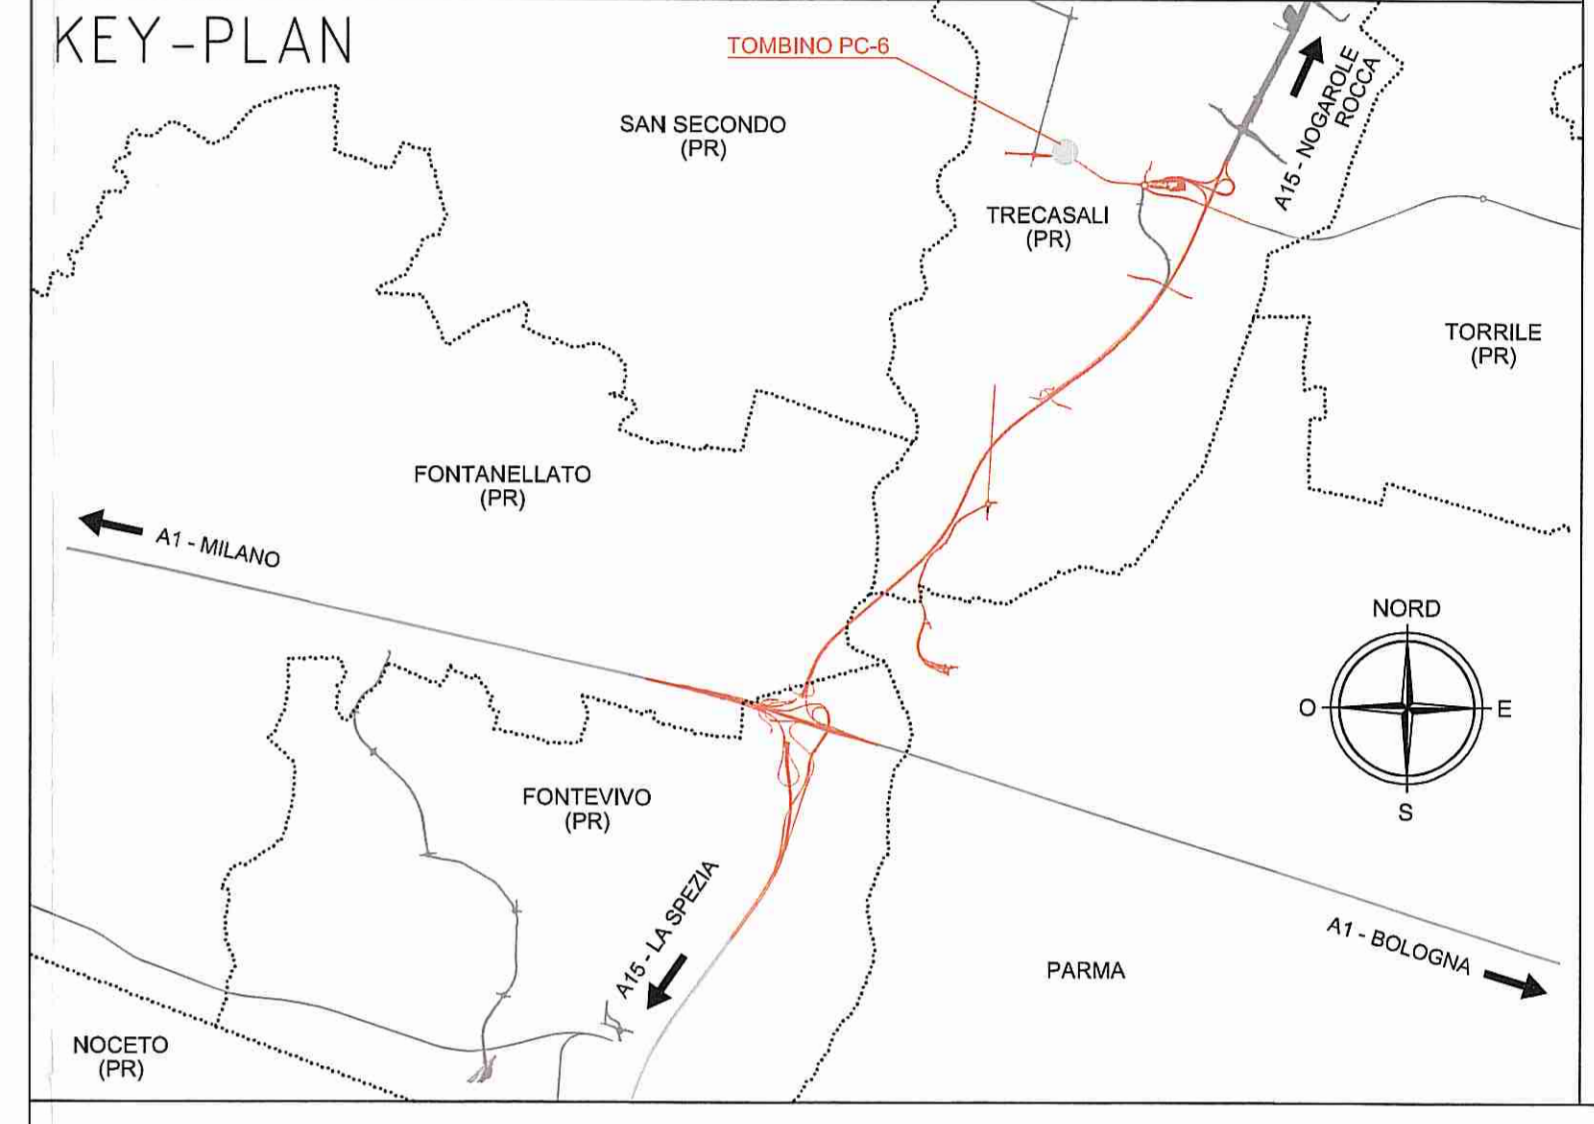 KEY-PLAN
TOMBINO PC-6
SAN SECONDO
(PR)
A15 - NOGAROLE
ROCCA
TRECASALI
(PR)
TORRILE
(PR)
FONTANELLATO
(PR)
A1 - MILANO
NORD
O
E
S
FONTEVIVO
(PR)
A15 - LA SPEZIA
A1 - BOLOGNA
PARMA
NOCETO
(PR)